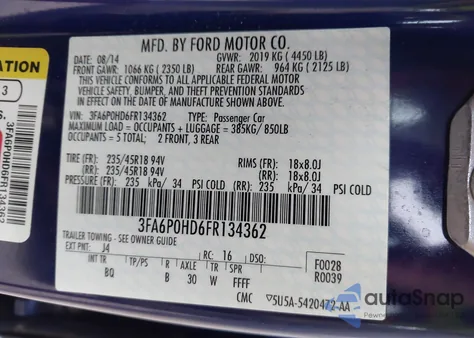 MFD. BY FORD MOTOR CO.
DATE: 08/14 GVWR: 2019 KG ( 4450 LB)
FRONT GAWR: 1066 KG ( 2350 LB) REAR GAWR: 964 KG ( 2125 LB)
THIS VEHICLE CONFORMS TO ALL APPLICABLE FEDERAL MOTOR
VEHICLE SAFETY, BUMPER, AND THEFT PREVENTION STANDARDS
IN EFFECT ON THE DATE OF MANUFACTURE SHOWN ABOVE.
VIN: 3FA6P0HD6FR134362 TYPE: Passenger Car
MAXIMUM LOAD = OCCUPANTS + LUGGAGE = 385KG/ 850LB
OCCUPANTS = 5 TOTAL: 2 FRONT, 3 REAR
TIRE (FR): 235/45R18 94V RIMS (FR): 18x8.0J
(RR): 235/45R18 94V (RR): 18x8.0J
PRESSURE (FR): 235 kPa/ 34 PSI COLD (RR): 235 kPa/ 34 PSI COLD
3FA6P0HD6FR134362
TRAILER TOWING - SEE OWNER GUIDE
EXT PNT: J4 RC: 16 DSO: F0028
INT TR TP/PS R AXLE TR SPR R0039
BQ B 30 W FFFF
CMC 5U5A-5420472-AA
ATION
3
3FA6P0HD6FR134362
autoSnap